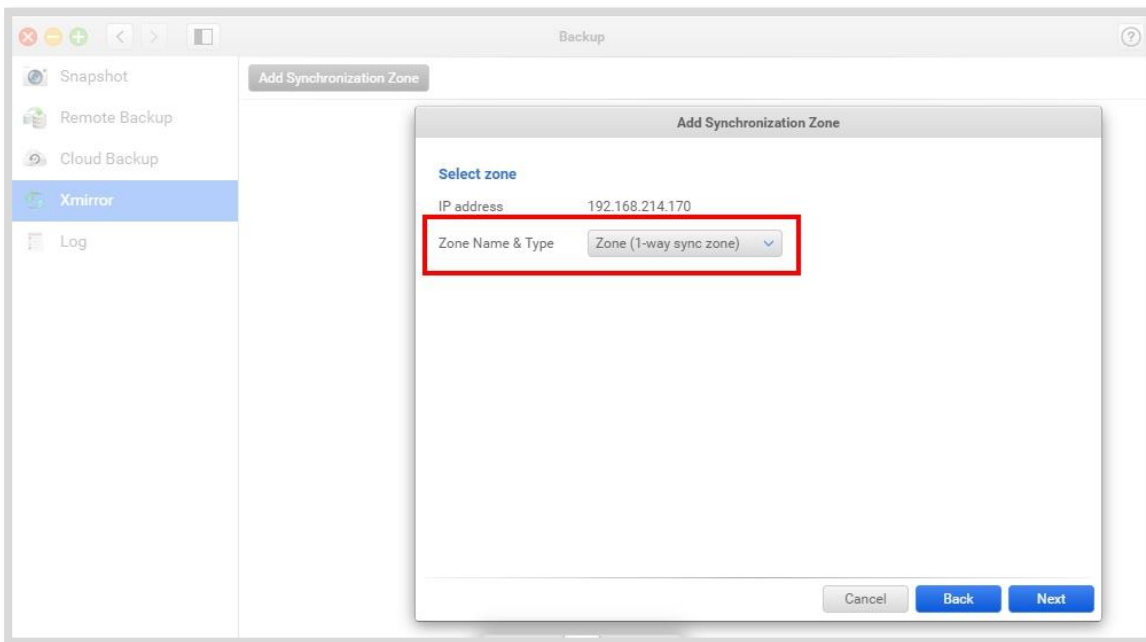 Backup
?
Snapshot
Remote Backup
Cloud Backup
Xmirror
Log
Add Synchronization Zone
Add Synchronization Zone
Select zone
IP address 192.168.214.170
Zone Name & Type Zone (1-way sync zone)
Cancel Back Next